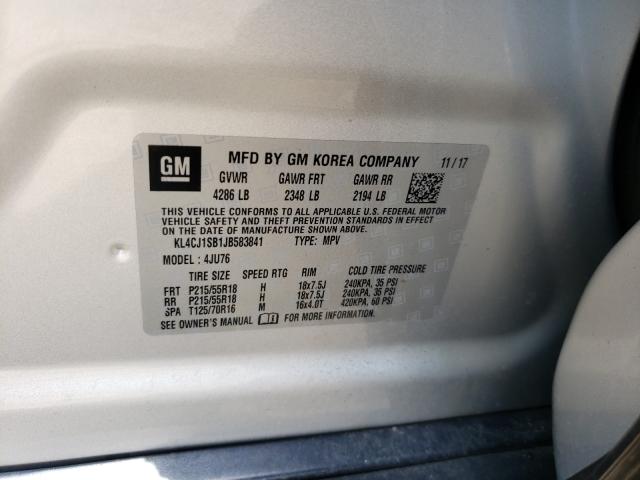 GM MFD BY GM KOREA COMPANY 11/17
GVWR GAWR FRT GAWR RR
4286 LB 2348 LB 2194 LB
THIS VEHICLE CONFORMS TO ALL APPLICABLE U.S. FEDERAL MOTOR
VEHICLE SAFETY AND THEFT PREVENTION STANDARDS IN EFFECT
ON THE DATE OF MANUFACTURE SHOWN ABOVE.
KL4CJ1SB1JB583841 TYPE: MPV
MODEL: 4JU76
TIRE SIZE SPEED RTG RIM COLD TIRE PRESSURE
FRT P215/55R18 H 18x7.5J 240KPA, 35 PSI
RR P215/55R18 H 18x7.5J 240KPA, 35 PSI
SPA T125/70R16 M 16x4.0T 420KPA, 60 PSI
SEE OWNER'S MANUAL FOR MORE INFORMATION.